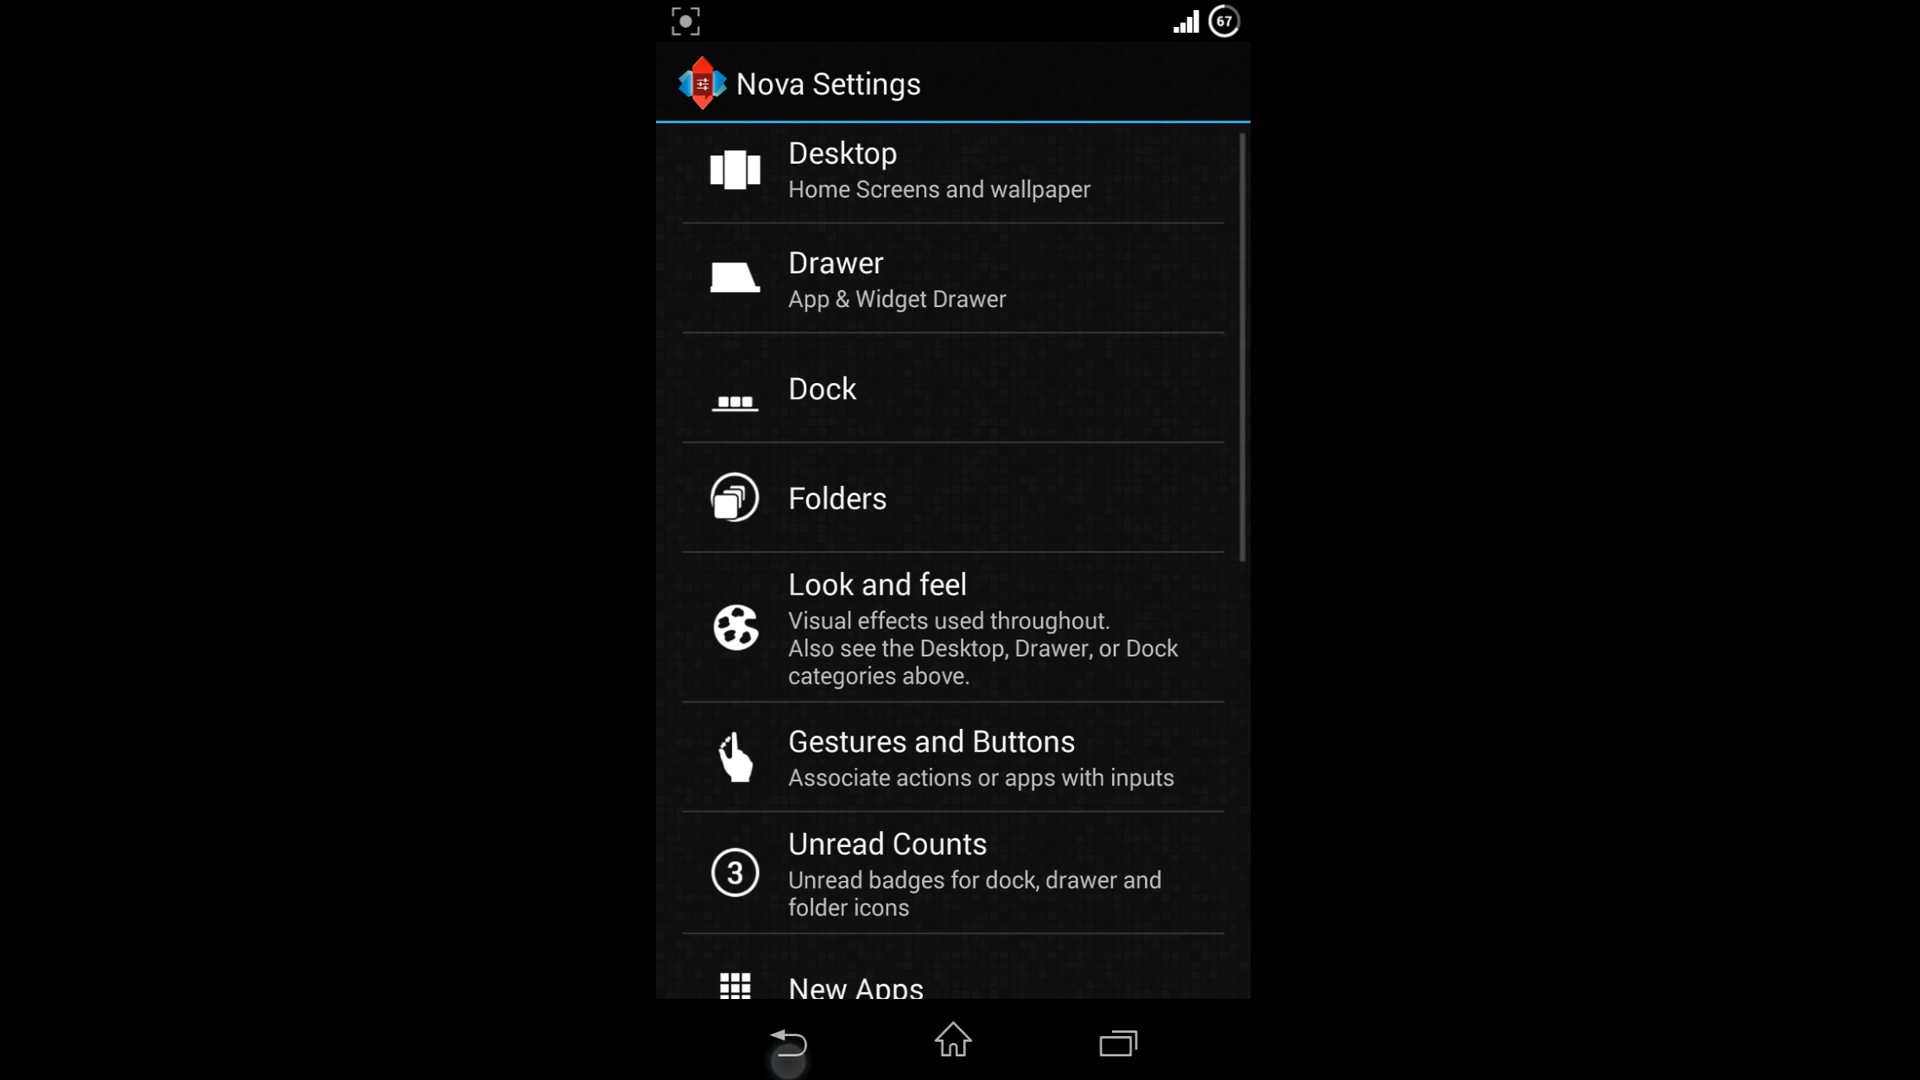 67
Nova Settings
Desktop
Home Screens and wallpaper
Drawer
App & Widget Drawer
Dock
Folders
Look and feel
Visual effects used throughout.
Also see the Desktop, Drawer, or Dock
categories above.
Gestures and Buttons
Associate actions or apps with inputs
Unread Counts
3
Unread badges for dock, drawer and
folder icons
New Apps